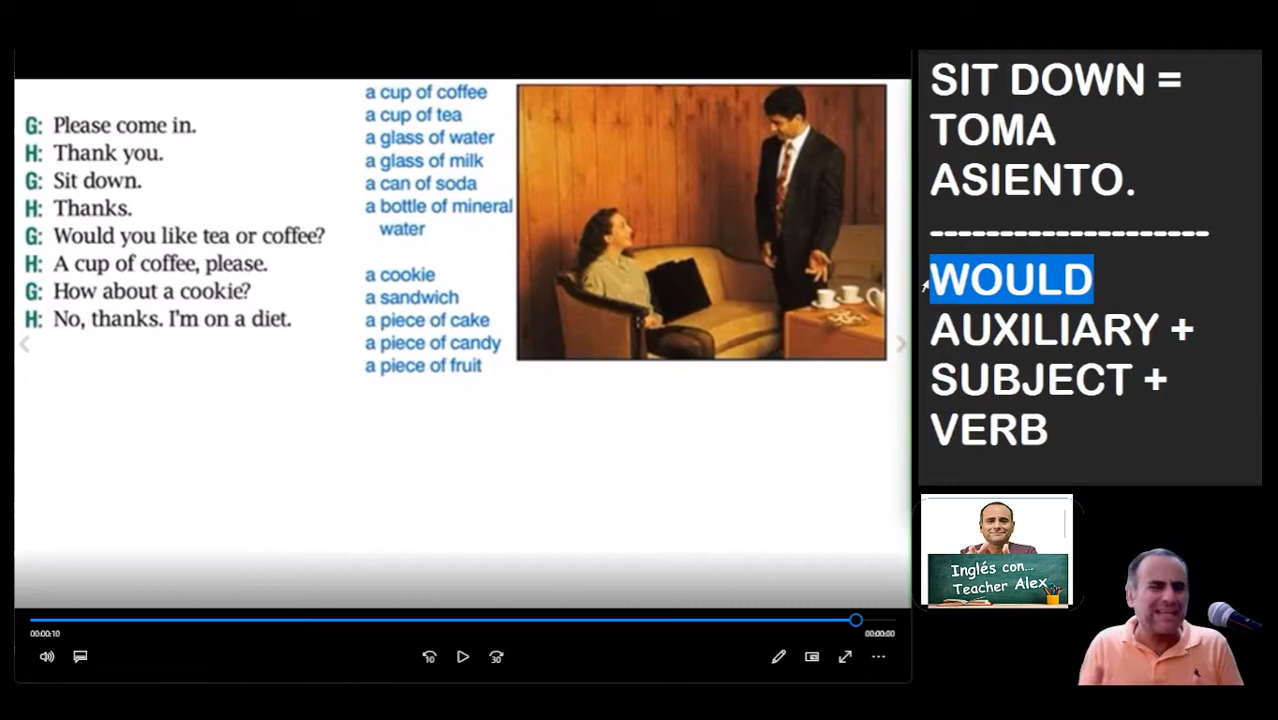 G: Please come in.
H: Thank you.
G: Sit down.
H: Thanks.
G: Would you like tea or coffee?
H: A cup of coffee, please.
G: How about a cookie?
H: No, thanks. I'm on a diet.
a cup of coffee
a cup of tea
a glass of water
a glass of milk
a can of soda
a bottle of mineral
water
a cookie
a sandwich
a piece of cake
a piece of candy
a piece of fruit
SIT DOWN =
TOMA
ASIENTO.
--------------------
WOULD
AUXILIARY +
SUBJECT +
VERB
Inglés con...
Teacher Alex
00:00:10
00:00:00
10
30